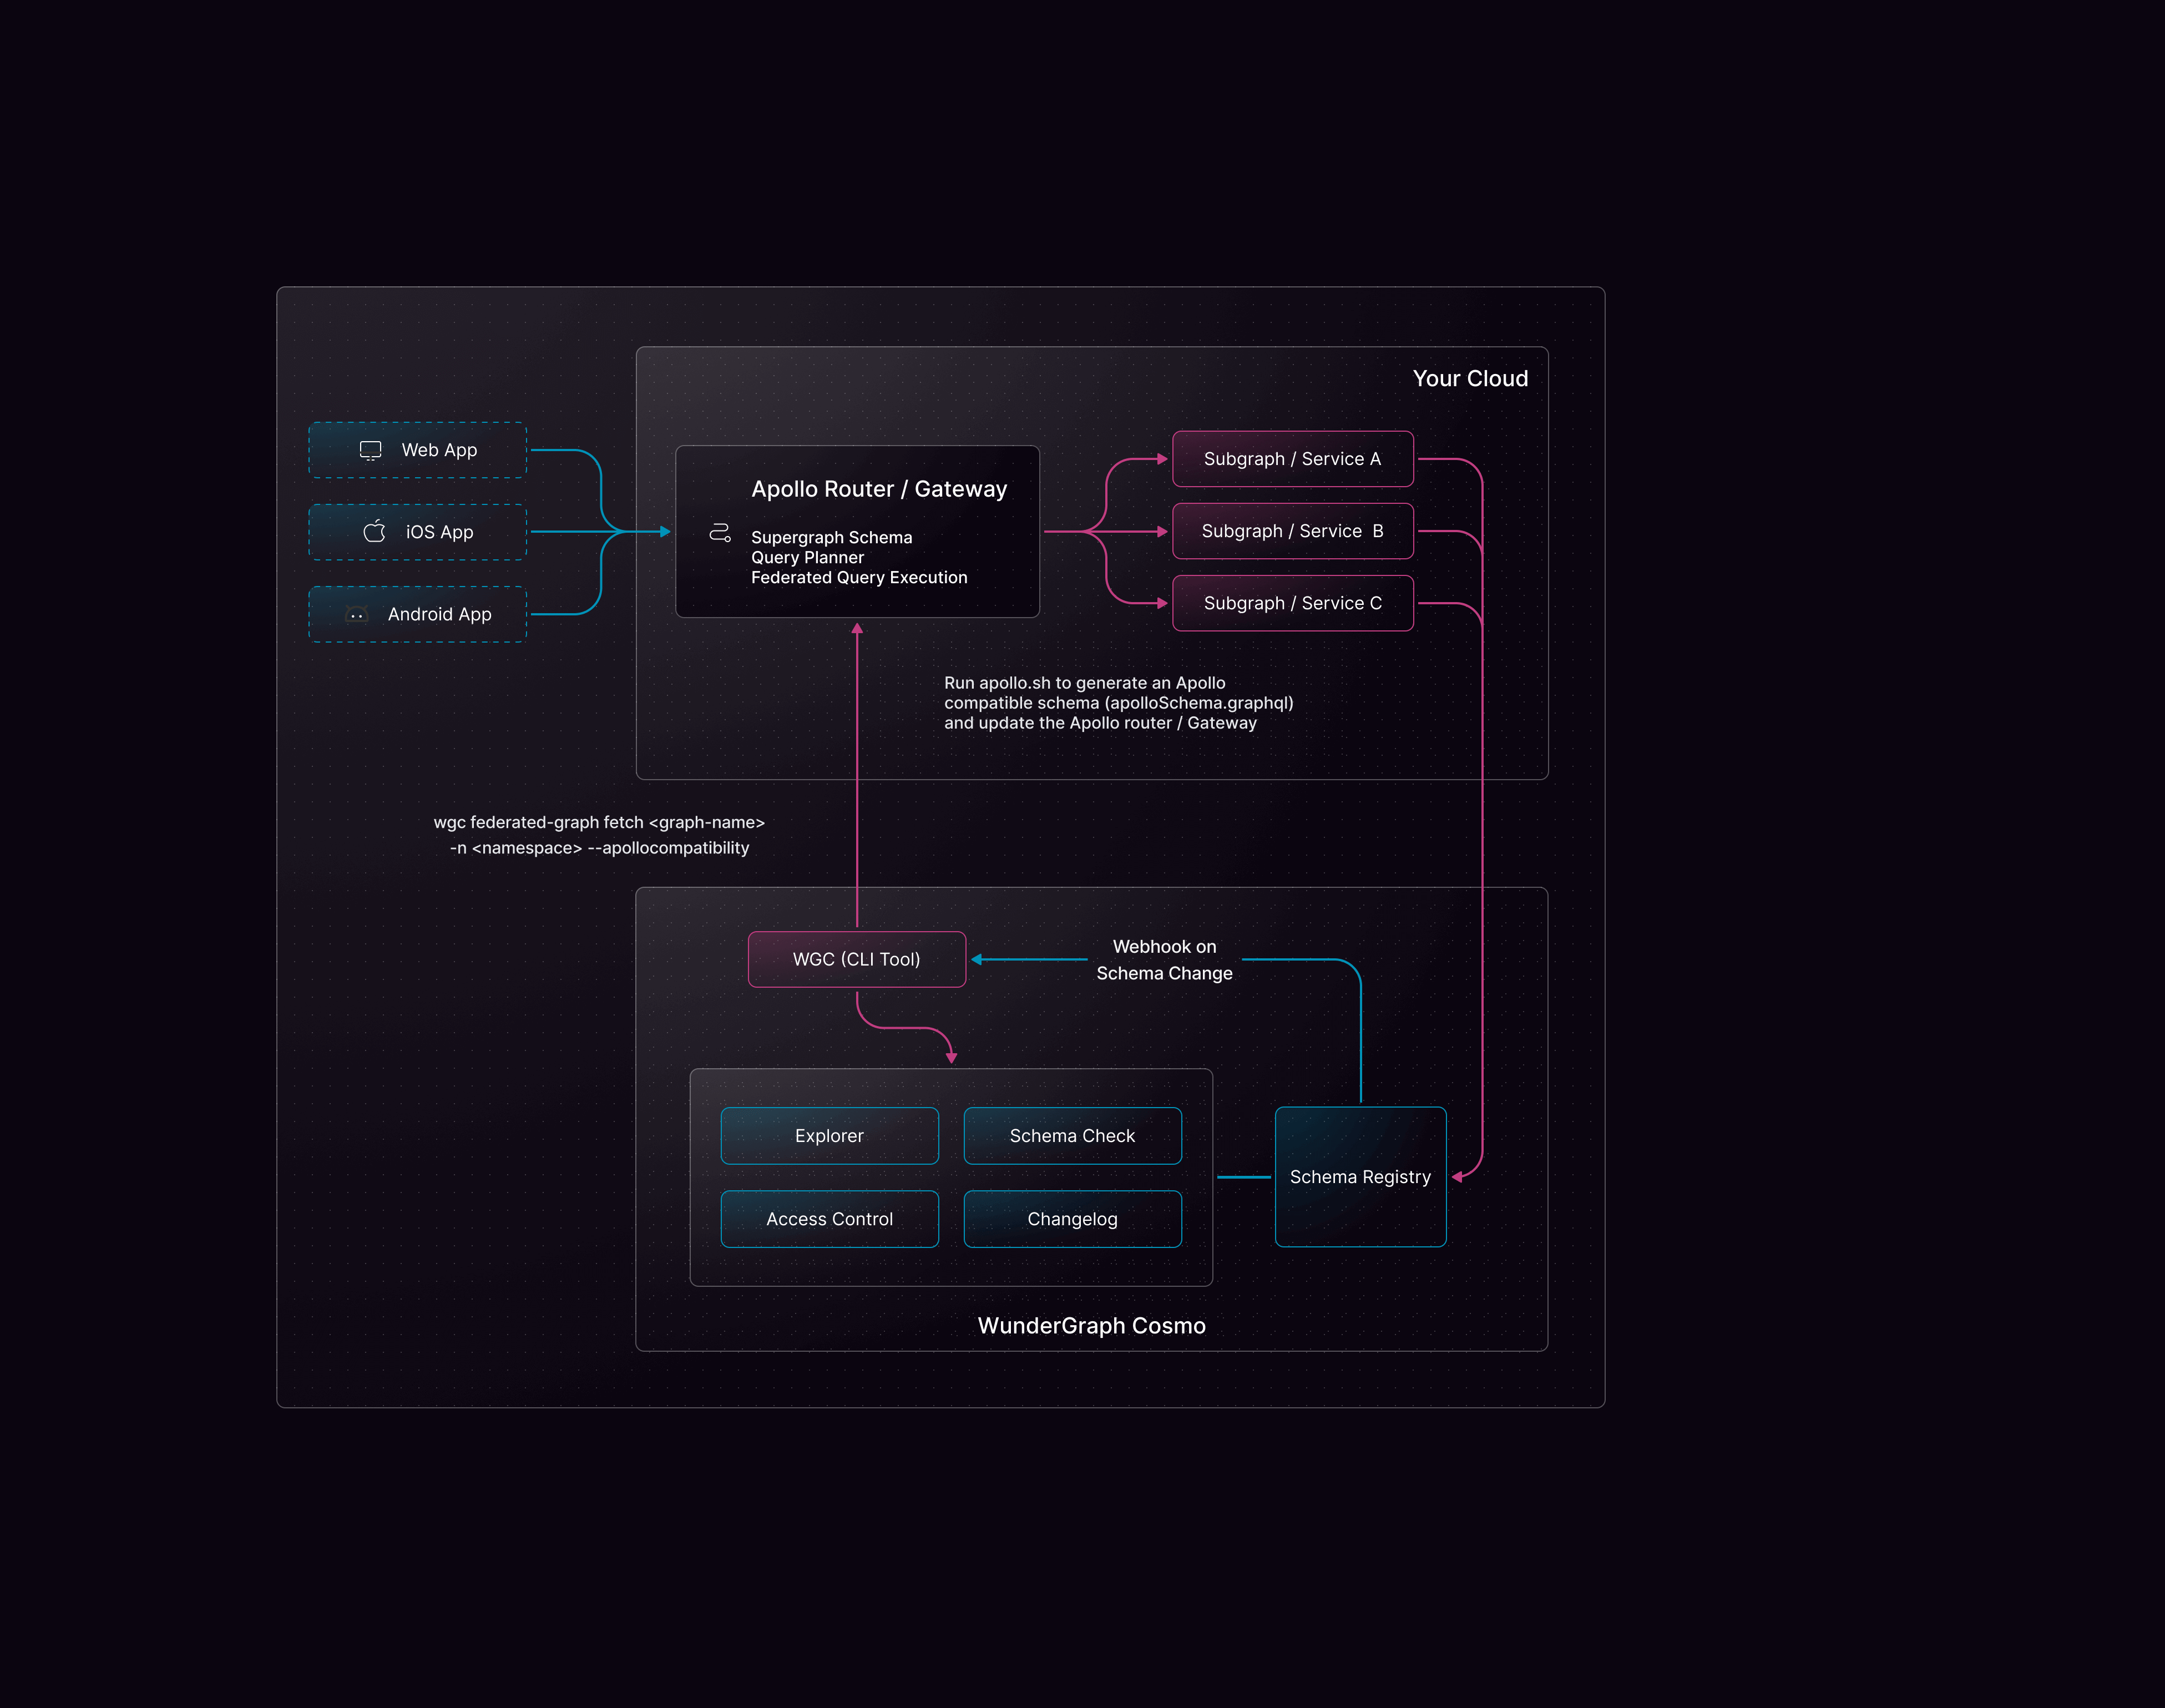 Your Cloud
Web App
iOS App
Android App
Apollo Router / Gateway
Supergraph Schema
Query Planner
Federated Query Execution
Subgraph / Service A
Subgraph / Service  B
Subgraph / Service C
Run apollo.sh to generate an Apollo
compatible schema (apolloSchema.graphql)
and update the Apollo router / Gateway
wgc federated-graph fetch <graph-name>
-n <namespace> --apollocompatibility
WGC (CLI Tool)
Webhook on
Schema Change
Explorer
Schema Check
Access Control
Changelog
Schema Registry
WunderGraph Cosmo